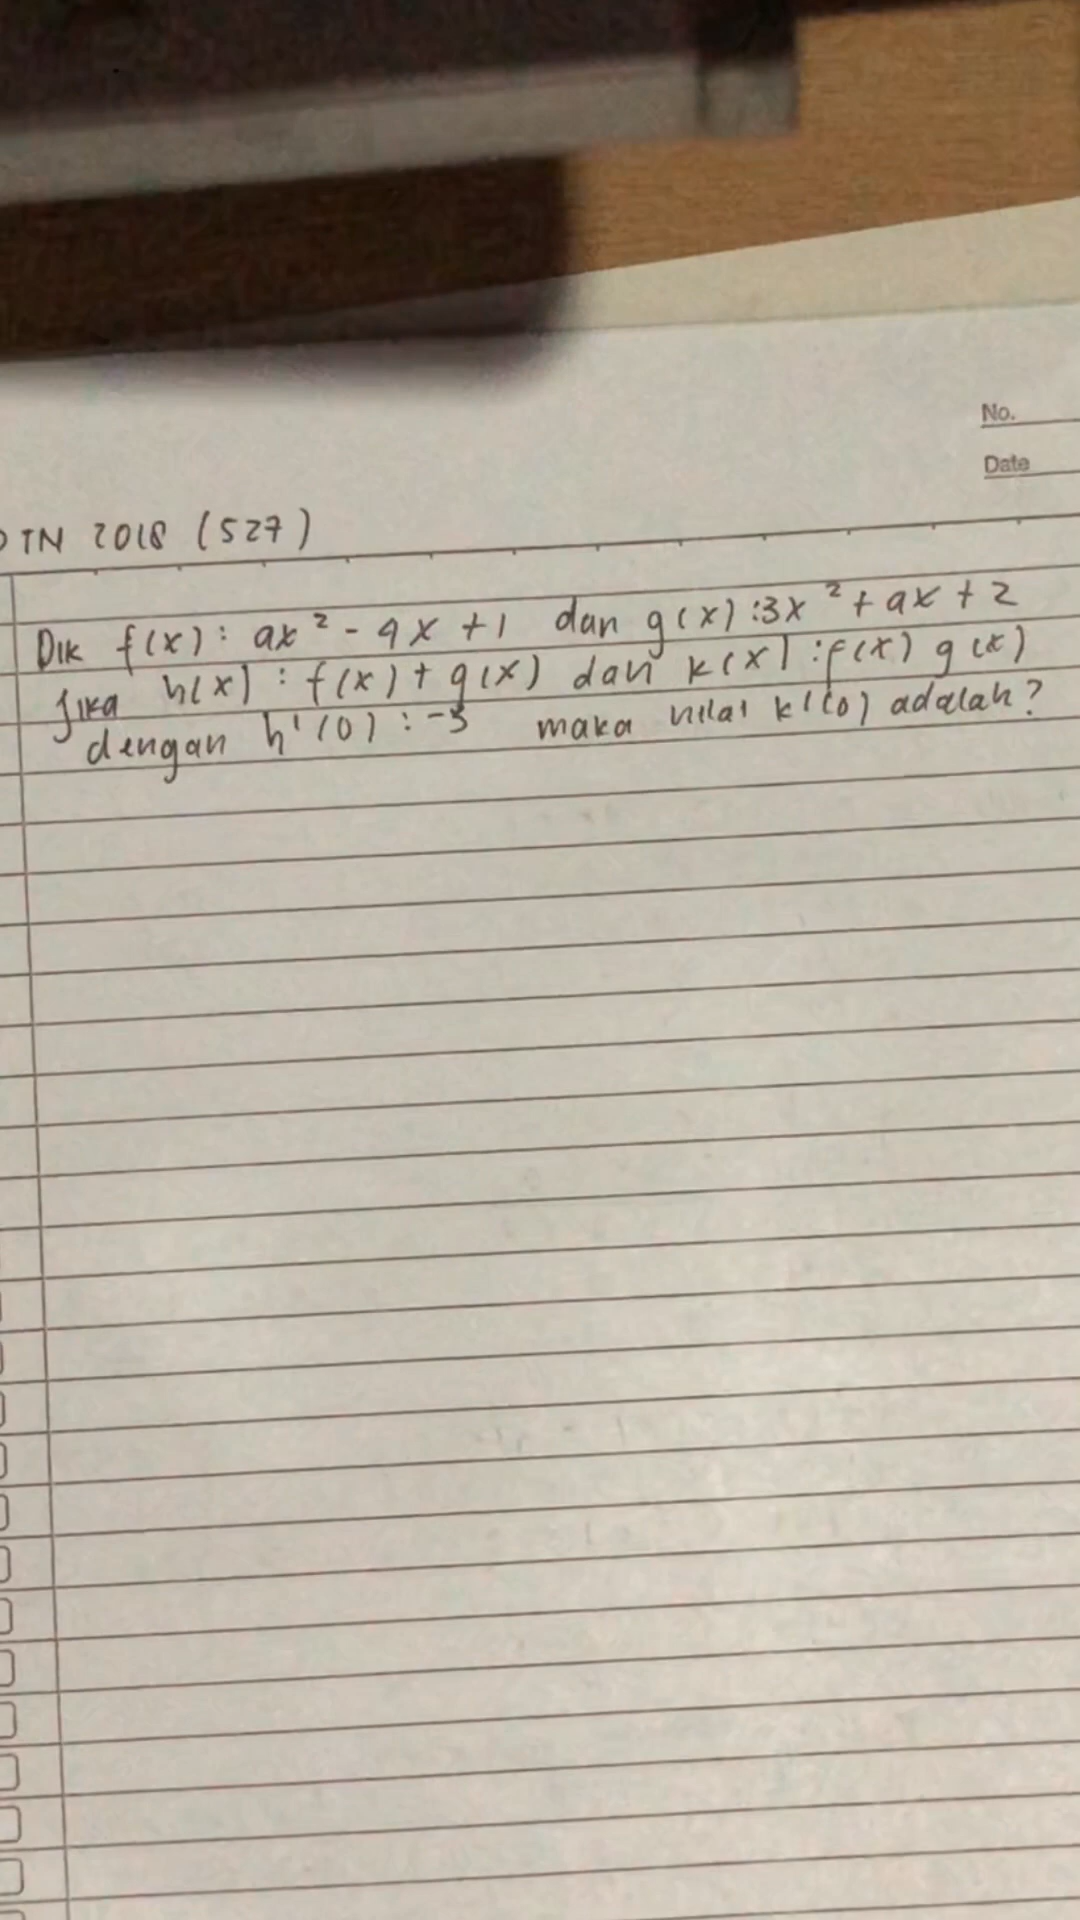 No.
Date
TN 2018 (527)
Dik f(x) : ax² - 4x + 1 dan g(x) : 3x² + ax + 2
Jika h(x) : f(x) + g(x) dan k(x) : f(x) g(x)
dengan h'(0) : -3 maka nilai k'(0) adalah?